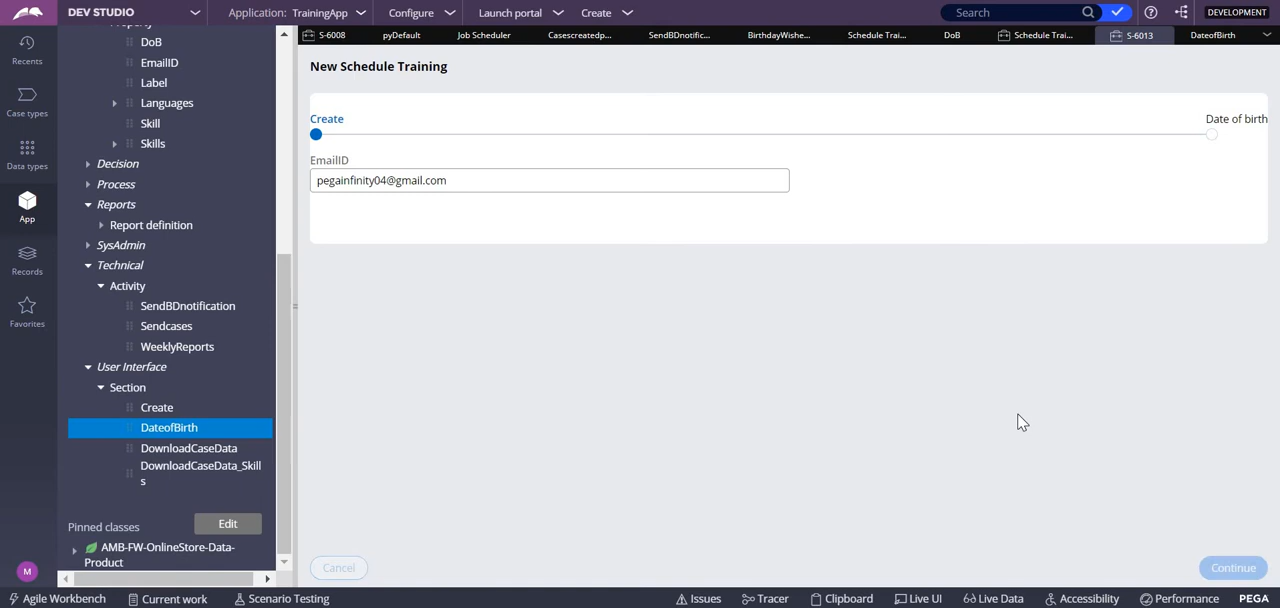 DEV STUDIO
Application: TrainingApp
Configure
Launch portal
Create
Search
DEVELOPMENT
S-6008
pyDefault
Job Scheduler
Casescreatedp...
SendBDnotific...
BirthdayWishe...
Schedule Trai...
DoB
Schedule Trai...
S-6013
DateofBirth
Recents
Case types
Data types
App
Records
Favorites
M
DoB
EmailID
Label
Languages
Skill
Skills
Decision
Process
Reports
Report definition
SysAdmin
Technical
Activity
SendBDnotification
Sendcases
WeeklyReports
User Interface
Section
Create
DateofBirth
DownloadCaseData
DownloadCaseData_Skill
s
Pinned classes
Edit
AMB-FW-OnlineStore-Data-
Product
New Schedule Training
Create
Date of birth
EmailID
pegainfinity04@gmail.com
Cancel
Continue
Agile Workbench
Current work
Scenario Testing
Issues
Tracer
Clipboard
Live UI
Live Data
Accessibility
Performance
PEGA